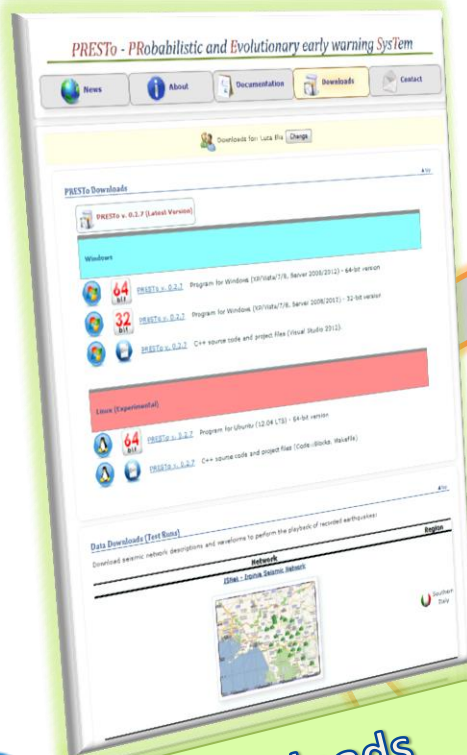 PRESTo - PRobabilistic and Evolutionary early warning SysTem
News
About
Documentation
Downloads
Contact
Downloads for: Luca Elia Change
PRESTo Downloads
▲Top
PRESTo v. 0.2.7 (Latest Version)
Windows
64 bit PRESTo v. 0.2.7 Program for Windows (XP/Vista/7/8, Server 2008/2012) - 64-bit version
32 bit PRESTo v. 0.2.7 Program for Windows (XP/Vista/7/8, Server 2008/2012) - 32-bit version
PRESTo v. 0.2.7 C++ source code and project files (Visual Studio 2012)
Linux (Experimental)
64 bit PRESTo v. 0.2.7 Program for Ubuntu (12.04 LTS) - 64-bit version
PRESTo v. 0.2.7 C++ source code and project files (Code::Blocks, Makefile)
▲Top
Data Downloads (Test Runs)
Download seismic network descriptions and waveforms to perform the playback of recorded earthquakes:
Network
Region
ISNet - Irpinia Seismic Network
Southern
Italy